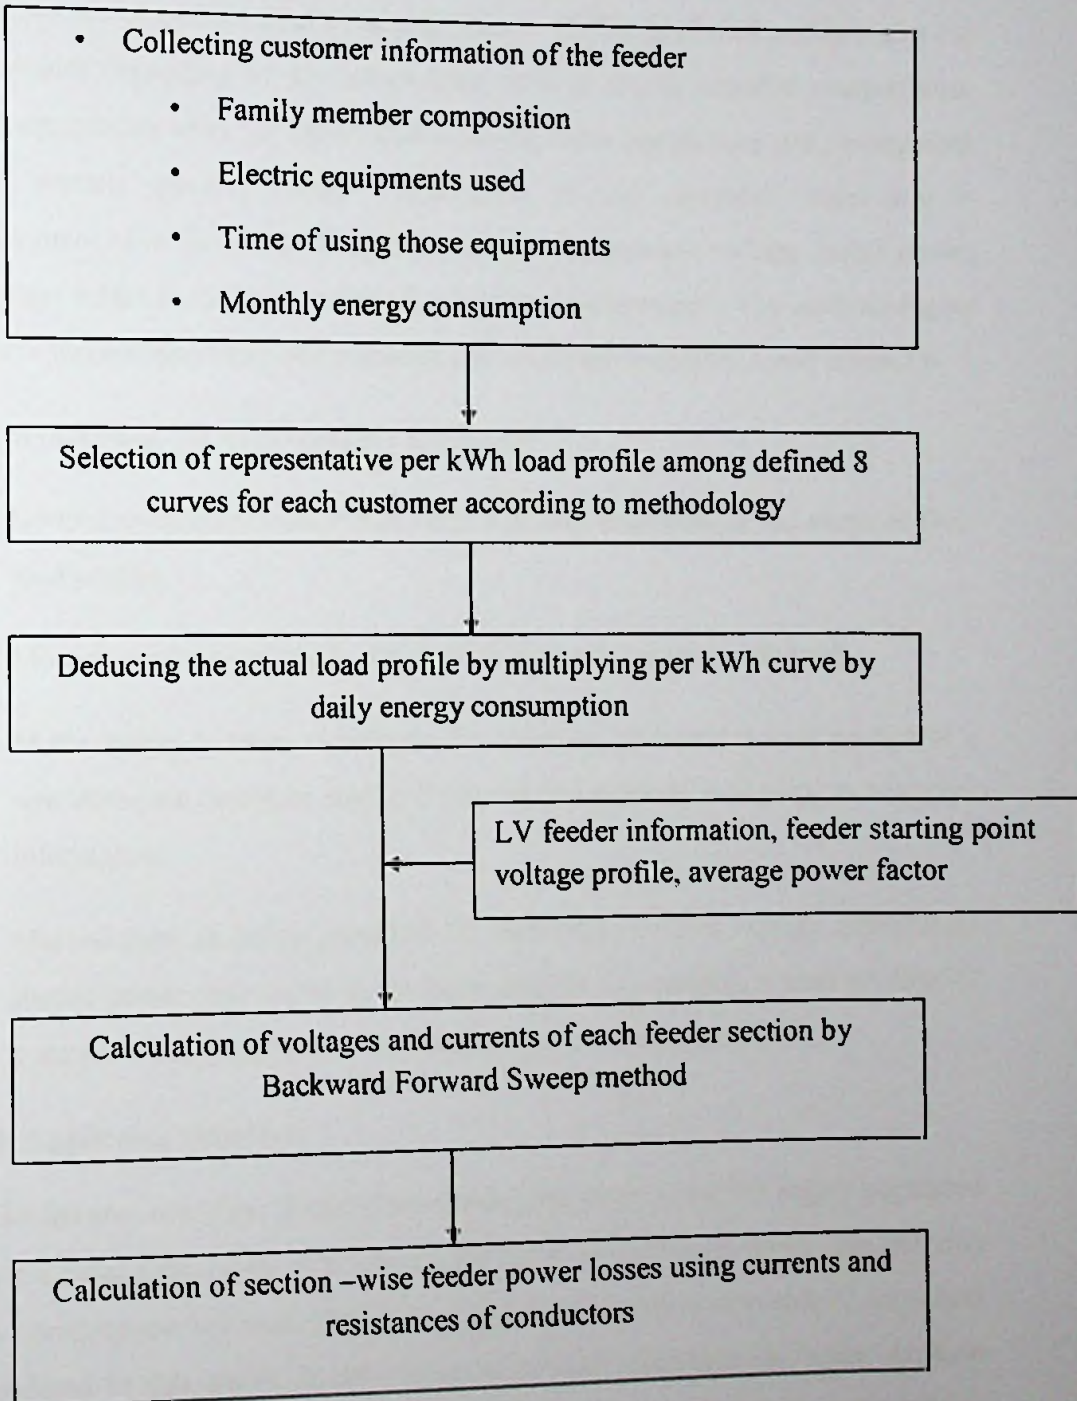 • Collecting customer information of the feeder
• Family member composition
• Electric equipments used
• Time of using those equipments
• Monthly energy consumption
Selection of representative per kWh load profile among defined 8
curves for each customer according to methodology
Deducing the actual load profile by multiplying per kWh curve by
daily energy consumption
LV feeder information, feeder starting point
voltage profile, average power factor
Calculation of voltages and currents of each feeder section by
Backward Forward Sweep method
Calculation of section –wise feeder power losses using currents and
resistances of conductors